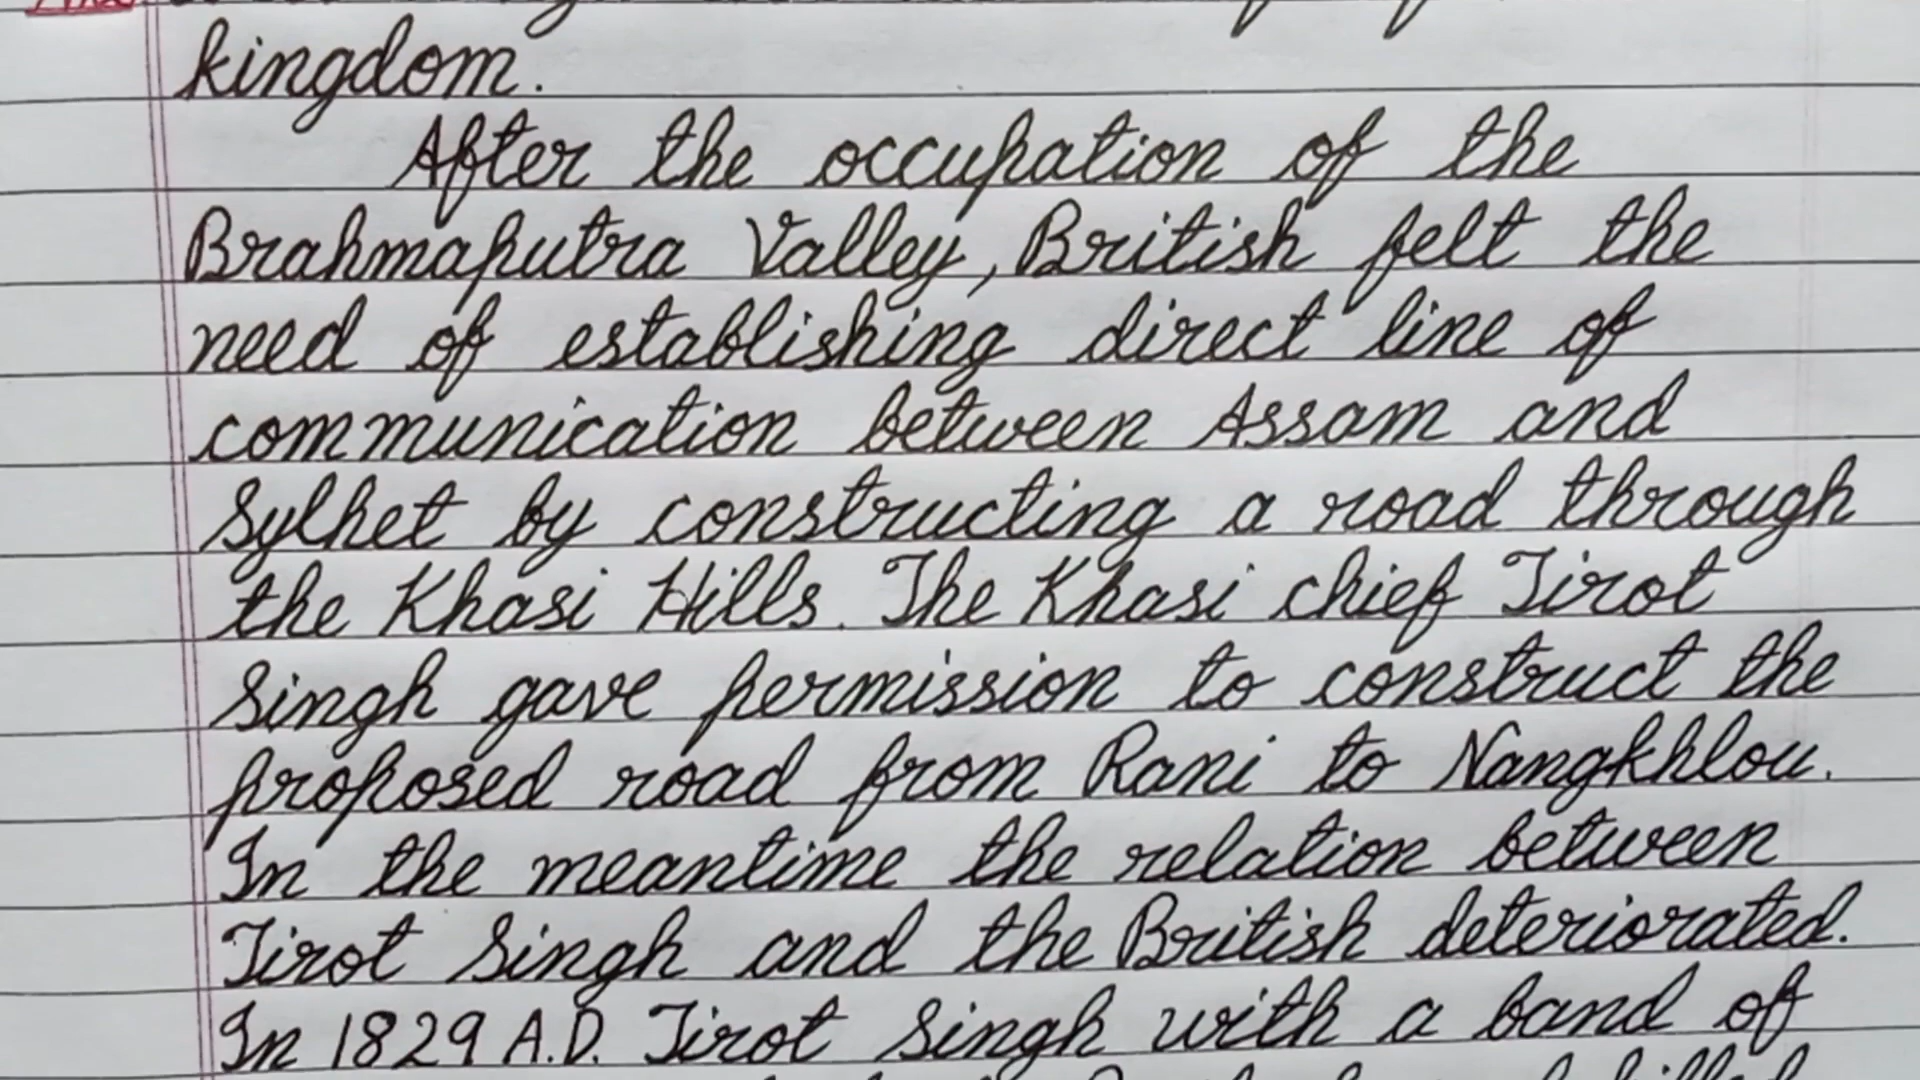 kingdom.
After the occupation of the
Brahmaputra Valley, British felt the
need of establishing direct line of
communication between Assam and
Sylhet by constructing a road through
the Khasi Hills. The Khasi chief Tirot
Singh gave permission to construct the
proposed road from Rani to Nangkhlou.
In the meantime the relation between
Tirot Singh and the British deteriorated.
In 1829 A.D. Tirot Singh with a band of
killed